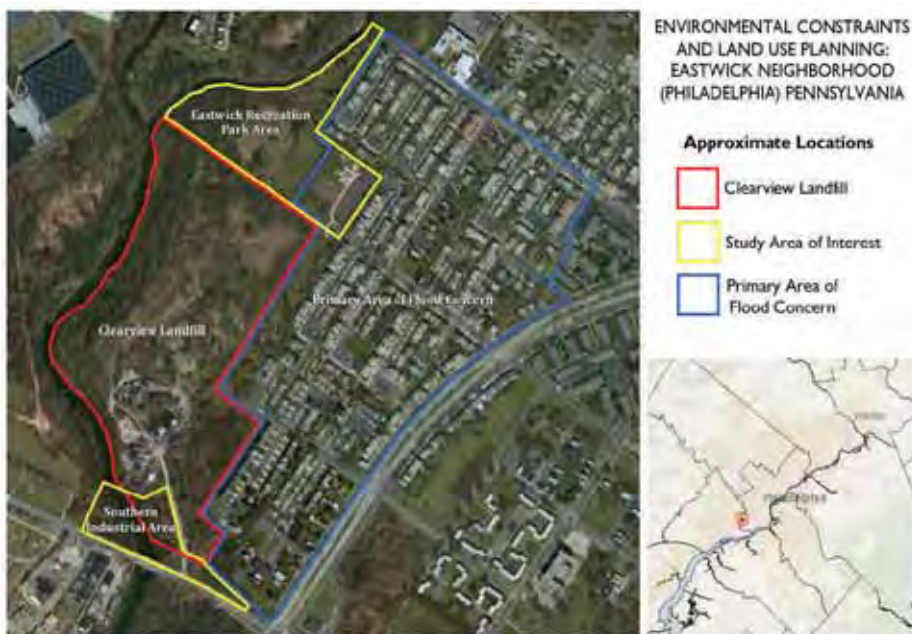 ENVIRONMENTAL CONSTRAINTS
AND LAND USE PLANNING:
EASTWICK NEIGHBORHOOD
(PHILADELPHIA) PENNSYLVANIA
Approximate Locations
Clearview Landfill
Study Area of Interest
Primary Area of
Flood Concern
Eastwick Recreation
Park Area
Primary Area of Flood Concern
Clearview Landfill
Southern
Industrial Area